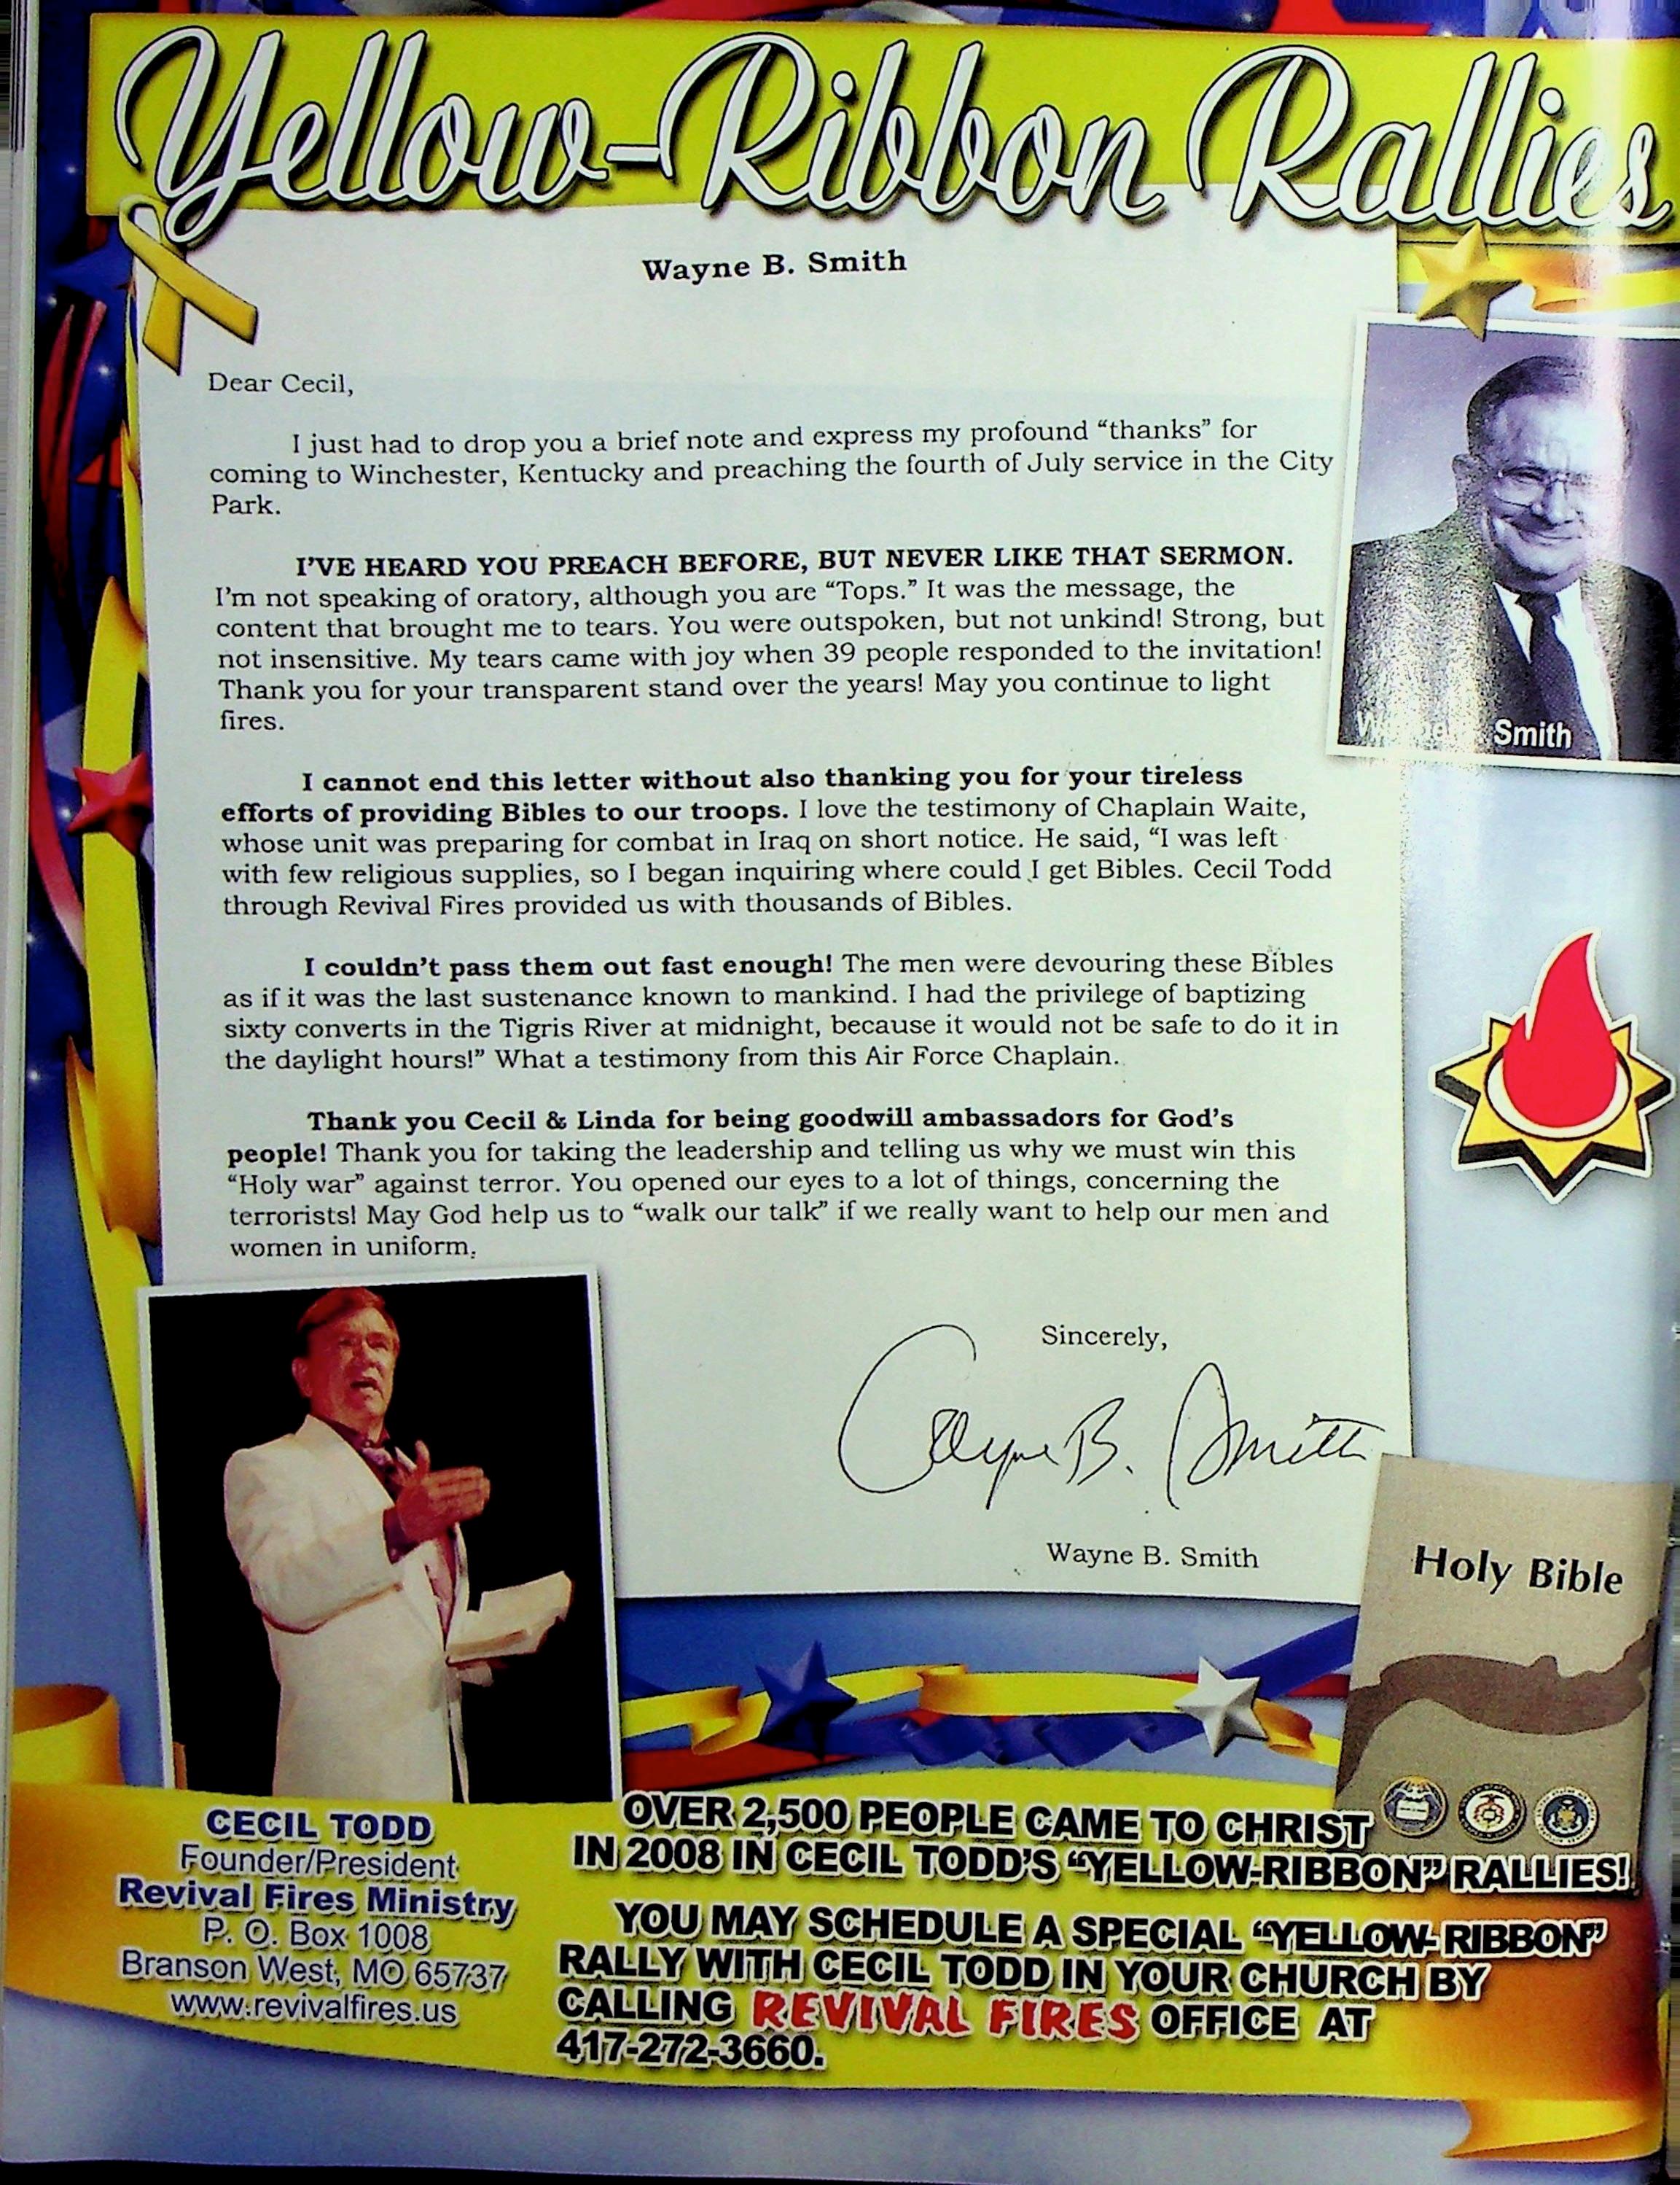 Yellow-Ribbon Rallies
Wayne B. Smith
Dear Cecil,
I just had to drop you a brief note and express my profound “thanks” for
coming to Winchester, Kentucky and preaching the fourth of July service in the City
Park.
I’VE HEARD YOU PREACH BEFORE, BUT NEVER LIKE THAT SERMON.
I’m not speaking of oratory, although you are “Tops.” It was the message, the
content that brought me to tears. You were outspoken, but not unkind! Strong, but
not insensitive. My tears came with joy when 39 people responded to the invitation!
Thank you for your transparent stand over the years! May you continue to light
fires.
Smith
I cannot end this letter without also thanking you for your tireless
efforts of providing Bibles to our troops. I love the testimony of Chaplain Waite,
whose unit was preparing for combat in Iraq on short notice. He said, “I was left
with few religious supplies, so I began inquiring where could I get Bibles. Cecil Todd
through Revival Fires provided us with thousands of Bibles.
I couldn’t pass them out fast enough! The men were devouring these Bibles
as if it was the last sustenance known to mankind. I had the privilege of baptizing
sixty converts in the Tigris River at midnight, because it would not be safe to do it in
the daylight hours!” What a testimony from this Air Force Chaplain.
Thank you Cecil & Linda for being goodwill ambassadors for God’s
people! Thank you for taking the leadership and telling us why we must win this
“Holy war” against terror. You opened our eyes to a lot of things, concerning the
terrorists! May God help us to “walk our talk” if we really want to help our men and
women in uniform.
Sincerely,
Wayne B. Smith
Wayne B. Smith
Holy Bible
CECIL TODD
Founder/President
Revival Fires Ministry
P. O. Box 1008
Branson West, MO 65737
www.revivalfires.us
OVER 2,500 PEOPLE CAME TO CHRIST
IN 2008 IN CECIL TODD’S “YELLOW-RIBBON” RALLIES!
YOU MAY SCHEDULE A SPECIAL “YELLOW-RIBBON”
RALLY WITH CECIL TODD IN YOUR CHURCH BY
CALLING REVIVAL FIRES OFFICE AT
417-272-3660.